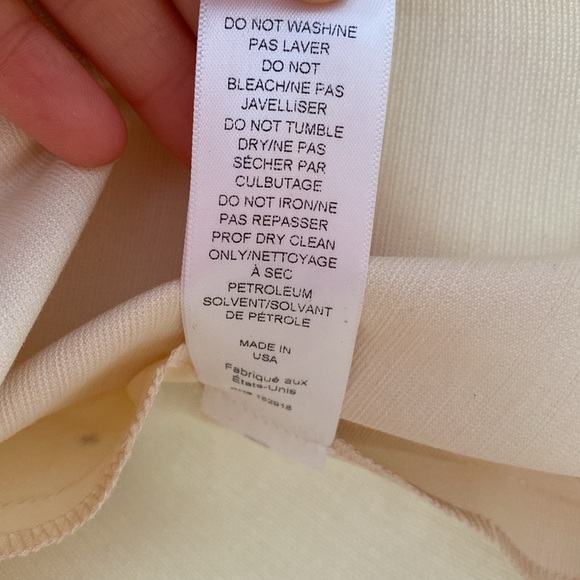 DO NOT WASH/NE
PAS LAVER
DO NOT
BLEACH/NE PAS
JAVELLISER
DO NOT TUMBLE
DRY/NE PAS
SÉCHER PAR
CULBUTAGE
DO NOT IRON/NE
PAS REPASSER
PROF DRY CLEAN
ONLY/NETTOYAGE
À SEC
PETROLEUM
SOLVENT/SOLVANT
DE PÉTROLE
MADE IN
USA
Fabriqué aux
États-Unis